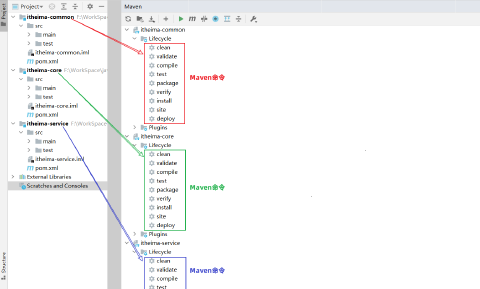 Project
Project
itheima-common E:\WorkSpace
src
main
test
itheima-common.iml
pom.xml
itheima-core
src
main
test
itheima-core.iml
pom.xml
itheima-service E:\WorkSpac
src
main
test
itheima-service.iml
pom.xml
External Libraries
Scratches and Consoles
Structure
Maven
itheima-common
Lifecycle
clean
validate
compile
test
package
verify
install
site
deploy
Plugins
itheima-core
Lifecycle
clean
validate
compile
test
package
verify
install
site
deploy
Plugins
itheima-service
Lifecycle
clean
validate
compile
test
Maven命令
Maven命令
Maven命令